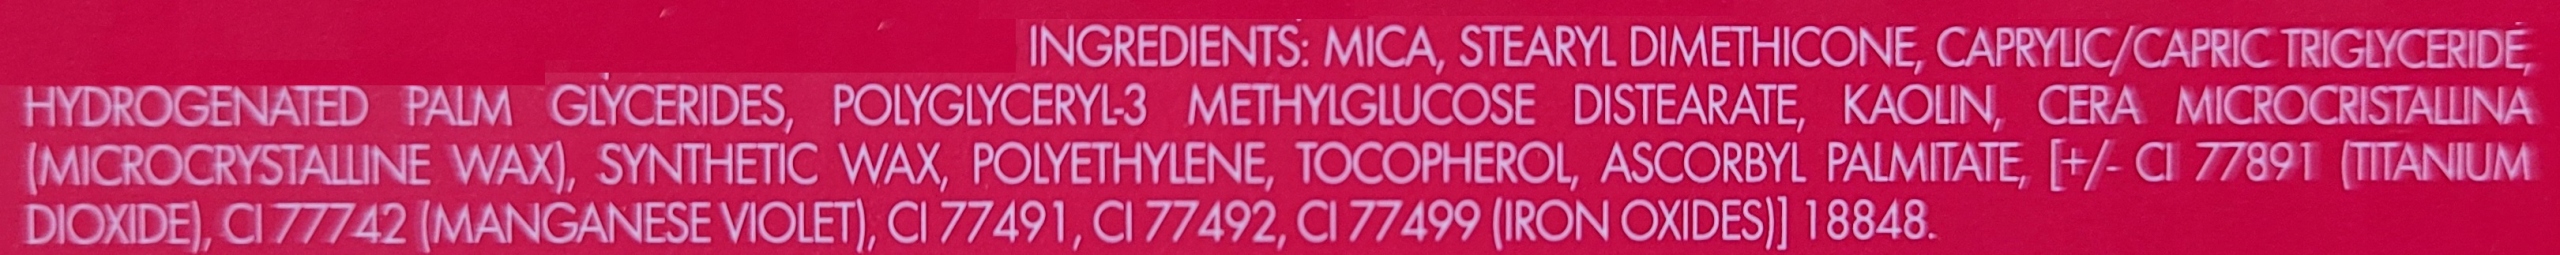 INGREDIENTS: MICA, STEARYL DIMETHICONE, CAPRYLIC/CAPRIC TRIGLYCERIDE,
HYDROGENATED PALM GLYCERIDES, POLYGLYCERYL-3 METHYLGLUCOSE DISTEARATE, KAOLIN, CERA MICROCRISTALLINA
(MICROCRYSTALLINE WAX), SYNTHETIC WAX, POLYETHYLENE, TOCOPHEROL, ASCORBYL PALMITATE, [+/- CI 77891 (TITANIUM
DIOXIDE), CI 77742 (MANGANESE VIOLET), CI 77491, CI 77492, CI 77499 (IRON OXIDES)] 18848.